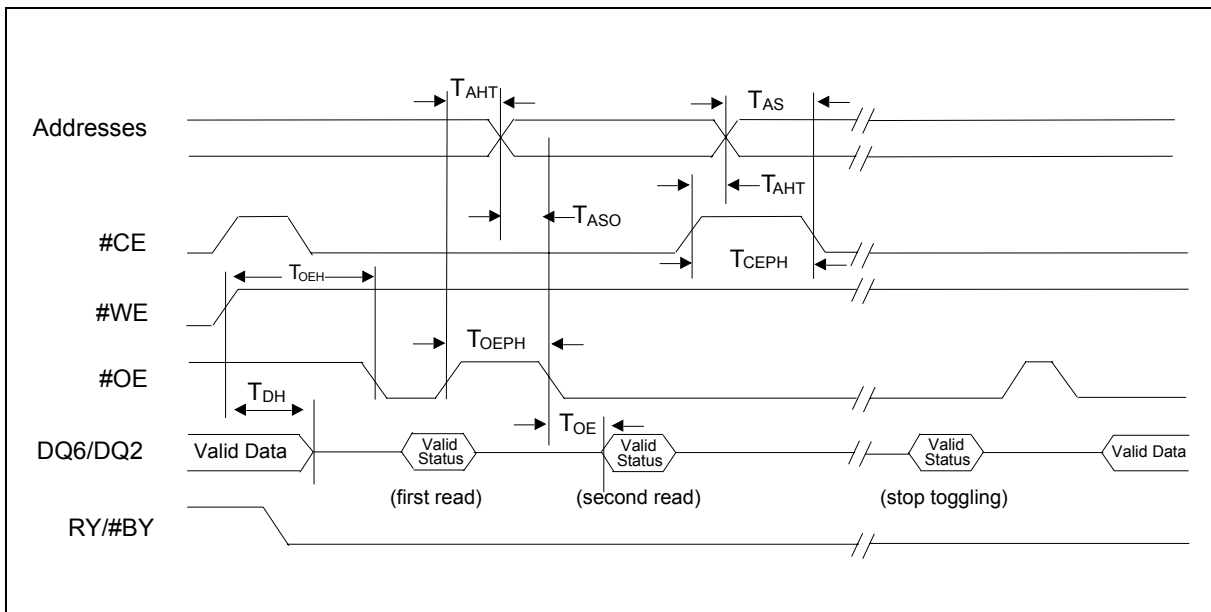 TAHT
TAS
Addresses
TAHT
TASO
#CE
TOEH
TCEPH
#WE
TOEPH
#OE
TDH
TOE
DQ6/DQ2
Valid Data
Valid Status
Valid Status
Valid Status
Valid Data
(first read)
(second read)
(stop toggling)
RY/#BY